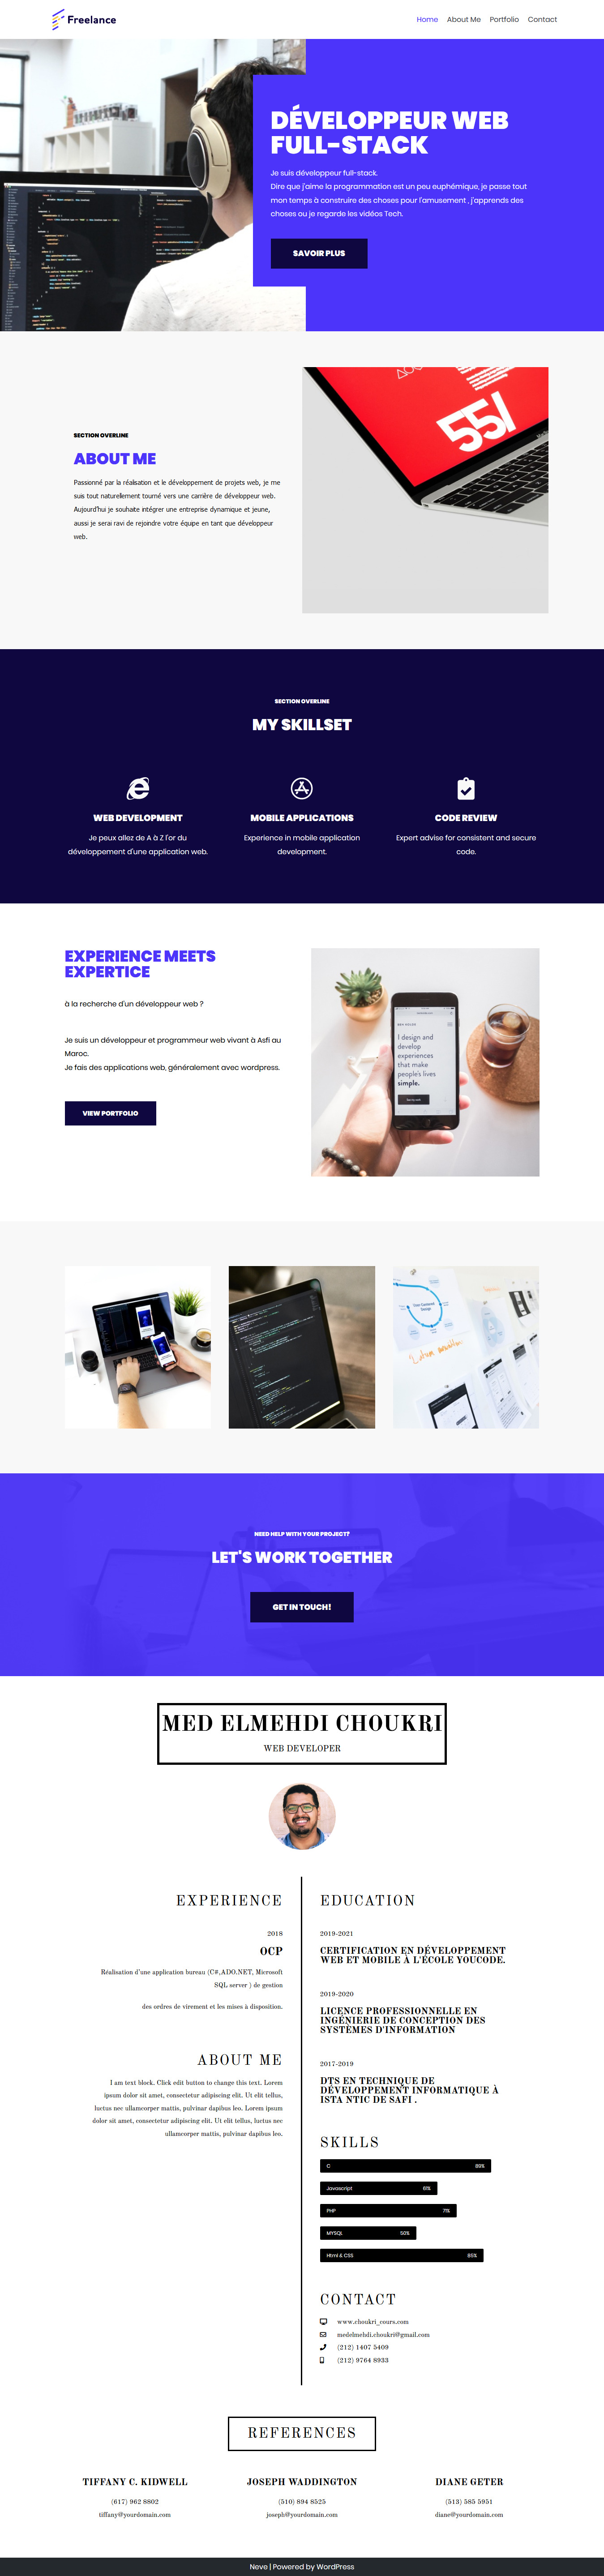 Freelance
Home About Me Portfolio Contact
DÉVELOPPEUR WEB
FULL-STACK
Je suis développeur full-stack.
Dire que j'aime la programmation est un peu euphémique, je passe tout
mon temps à construire des choses pour l'amusement , j'apprends des
choses ou je regarde les vidéos Tech.
SAVOIR PLUS
55!
SECTION OVERLINE
ABOUT ME
Passionné par la réalisation et le développement de projets web, je me
suis tout naturellement tourné vers une carrière de développeur web.
Aujourd'hui je souhaite intégrer une entreprise dynamique et jeune,
aussi je serai ravi de rejoindre votre équipe en tant que développeur
web.
SECTION OVERLINE
MY SKILLSET
WEB DEVELOPMENT
Je peux allez de A à Z l'or du
développement d'une application web.
MOBILE APPLICATIONS
Experience in mobile application
development.
CODE REVIEW
Expert advise for consistent and secure
code.
EXPERIENCE MEETS
EXPERTICE
à la recherche d'un développeur web ?
Je suis un développeur et programmeur web vivant à Asfi au
Maroc.
Je fais des applications web, généralement avec wordpress.
VIEW PORTFOLIO
I design and
develop
experiences
that make
people's lives
simple.
NEED HELP WITH YOUR PROJECT?
LET'S WORK TOGETHER
GET IN TOUCH!
MED ELMEHDI CHOUKRI
WEB DEVELOPER
EXPERIENCE
2018
OCP
Réalisation d'une application bureau (C#,ADO.NET, Microsoft
SQL server ) de gestion
des ordres de virement et les mises à disposition.
ABOUT ME
I am text block. Click edit button to change this text. Lorem
ipsum dolor sit amet, consectetur adipiscing elit. Ut elit tellus,
luctus nec ullamcorper mattis, pulvinar dapibus leo. Lorem ipsum
dolor sit amet, consectetur adipiscing elit. Ut elit tellus, luctus nec
ullamcorper mattis, pulvinar dapibus leo.
EDUCATION
2019-2021
CERTIFICATION EN DÉVELOPPEMENT
WEB ET MOBILE À L'ÉCOLE YOUCODE.
2019-2020
LICENCE PROFESSIONNELLE EN
INGÉNIERIE DE CONCEPTION DES
SYSTÈMES D'INFORMATION
2017-2019
DTS EN TECHNIQUE DE
DÉVELOPPEMENT INFORMATIQUE À
ISTA NTIC DE SAFI .
SKILLS
C 89%
Javascript 61%
PHP 71%
MYSQL 50%
Html & CSS 85%
CONTACT
www.choukri_cours.com
medelmehdi.choukri@gmail.com
(212) 1407 5409
(212) 9764 8933
REFERENCES
TIFFANY C. KIDWELL
(617) 962 8802
tiffany@yourdomain.com
JOSEPH WADDINGTON
(510) 894 8525
joseph@yourdomain.com
DIANE GETER
(513) 585 5951
diane@yourdomain.com
Neve | Powered by WordPress